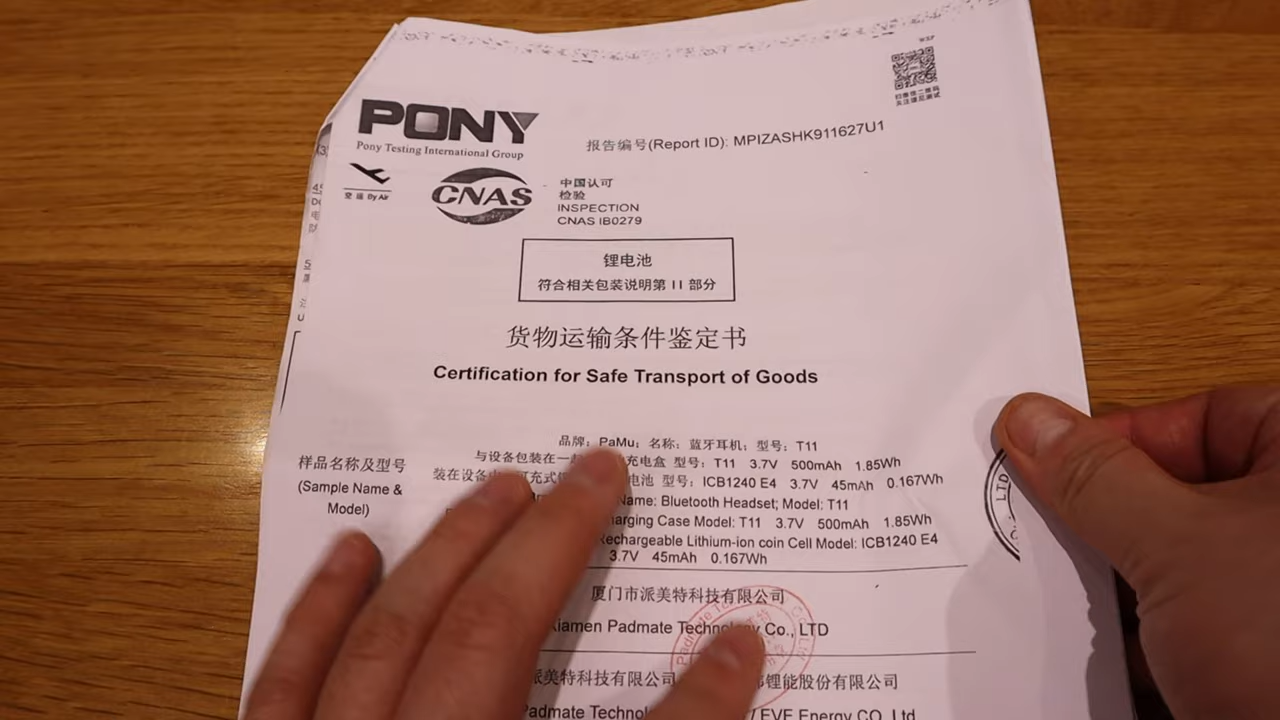 PONY
Pony Testing International Group
报告编号(Report ID): MPIZASHK911627U1
空运 By Air
CNAS
中国认可
检验
INSPECTION
CNAS IB0279
锂电池
符合相关包装说明第 II 部分
货物运输条件鉴定书
Certification for Safe Transport of Goods
品牌：PaMu；名称：蓝牙耳机；型号：T11
与设备包装在一起 充电盒 型号：T11 3.7V 500mAh 1.85Wh
装在设备 可充式 电池 型号：ICB1240 E4 3.7V 45mAh 0.167Wh
样品名称及型号
(Sample Name &
Model)
Name: Bluetooth Headset; Model: T11
Charging Case Model: T11 3.7V 500mAh 1.85Wh
Rechargeable Lithium-ion coin Cell Model: ICB1240 E4
3.7V 45mAh 0.167Wh
LTD
厦门市派美特科技有限公司
Xiamen Padmate Technology Co., LTD
派美特科技有限公司 锂能股份有限公司
Padmate / EVE Energy CO. Ltd